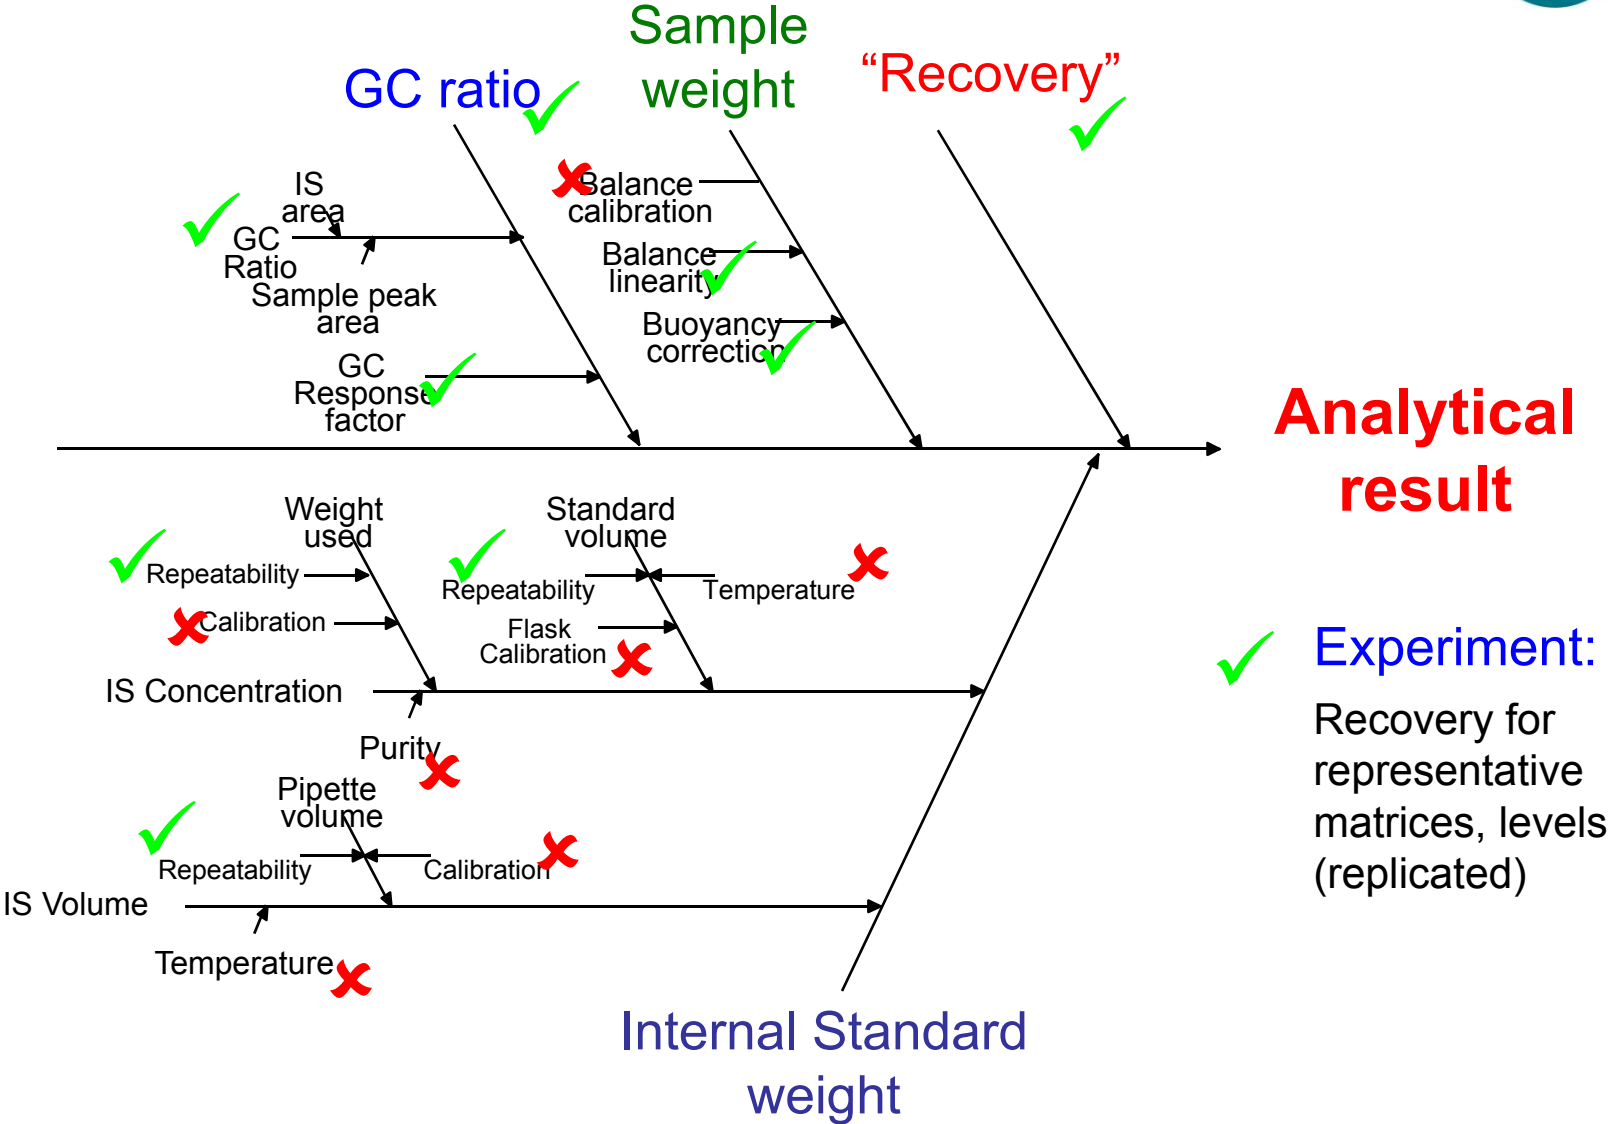 Sample
weight
GC ratio
“Recovery”
IS
area
GC
Ratio
Sample peak
area
GC
Response
factor
Balance
calibration
Balance
linearity
Buoyancy
correction
Analytical
result
Weight
used
Repeatability
Calibration
Standard
volume
Repeatability
Temperature
Flask
Calibration
IS Concentration
Purity
Pipette
volume
Repeatability
Calibration
IS Volume
Temperature
Internal Standard
weight
Experiment:
Recovery for
representative
matrices, levels
(replicated)